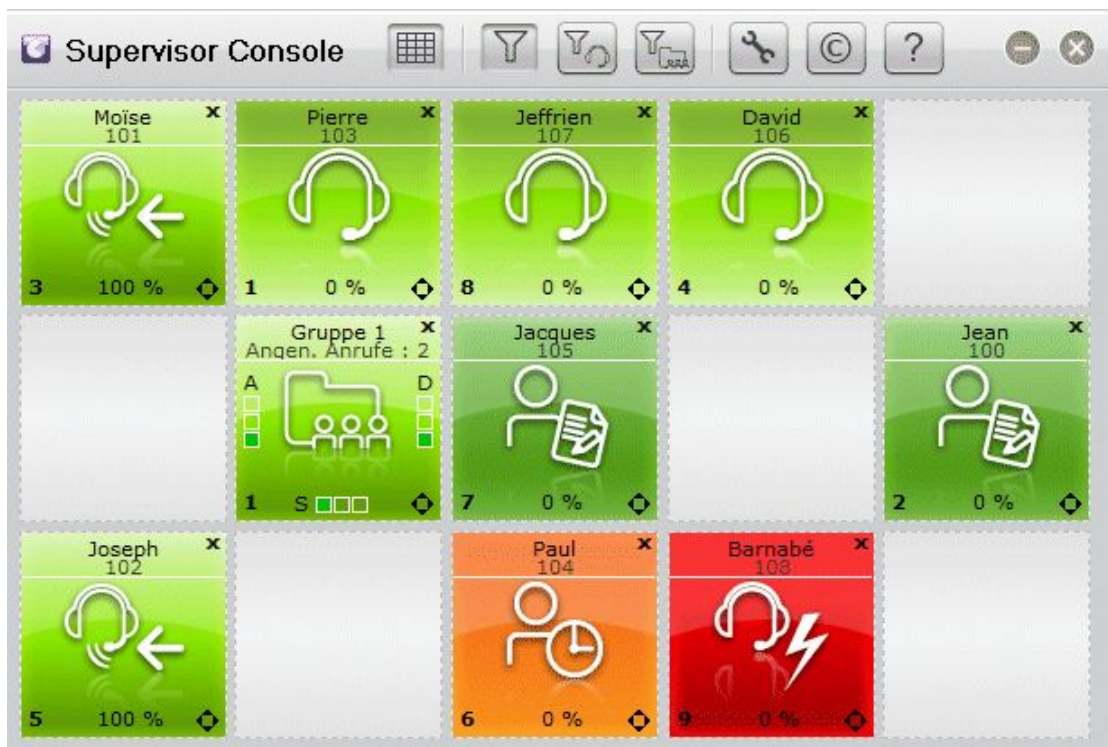 Supervisor Console © ?
Moïse x
101
3 100 %
Pierre x
103
1 0 %
Jeffrien x
107
8 0 %
David x
106
4 0 %
Gruppe 1 x
Angen. Anrufe : 2
A D
1 S
Jacques x
105
7 0 %
Jean x
100
2 0 %
Joseph x
102
5 100 %
Paul x
104
6 0 %
Barnabé x
108
9 0 %